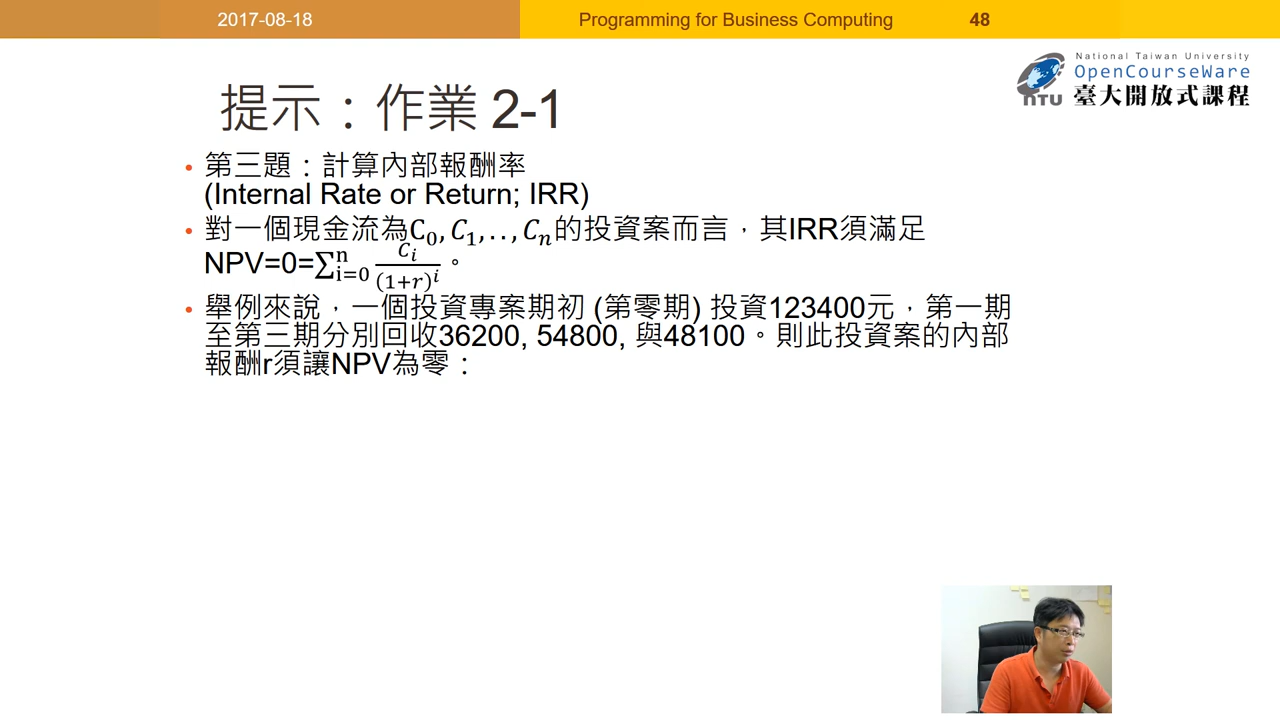 2017-08-18
Programming for Business Computing
48
National Taiwan University
OpenCourseWare
NTU 臺大開放式課程
提示：作業 2-1
• 第三題：計算內部報酬率
(Internal Rate or Return; IRR)
• 對一個現金流為C₀, C₁,.., Cₙ的投資案而言，其IRR須滿足
NPV=0=∑ⁿᵢ₌₀ Cᵢ/(1+r)ⁱ。
• 舉例來說，一個投資專案期初 (第零期) 投資123400元，第一期
至第三期分別回收36200, 54800, 與48100。則此投資案的內部
報酬r須讓NPV為零：